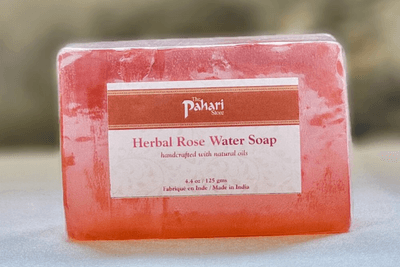 The
Pahari
Store
Herbal Rose Water Soap
handcrafted with natural oils
4.4 oz / 125 gms
Fabriqué en Inde / Made in India